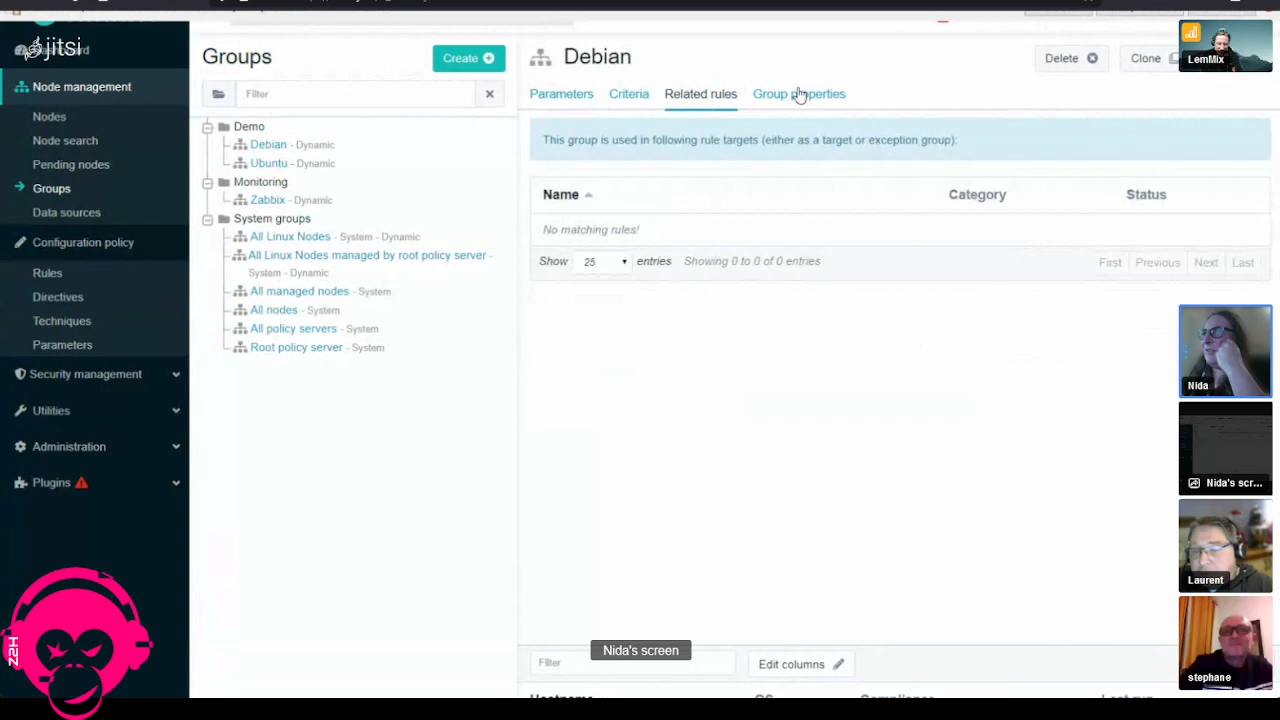 jitsi
Node management
Nodes
Node search
Pending nodes
Groups
Data sources
Configuration policy
Rules
Directives
Techniques
Parameters
Security management
Utilities
Administration
Plugins
Groups
Create
Filter
Demo
Debian - Dynamic
Ubuntu - Dynamic
Monitoring
Zabbix - Dynamic
System groups
All Linux Nodes - System - Dynamic
All Linux Nodes managed by root policy server -
System - Dynamic
All managed nodes - System
All nodes - System
All policy servers - System
Root policy server - System
Debian
Delete
Clone
Parameters Criteria Related rules Group properties
This group is used in following rule targets (either as a target or exception group):
Name Category Status
No matching rules!
Show 25 entries Showing 0 to 0 of 0 entries First Previous Next Last
Filter
Edit columns
Hostname OS Compliance Last run
Nida's screen
LemMix
Nida
Nida's scr...
Laurent
stephane
Z2H